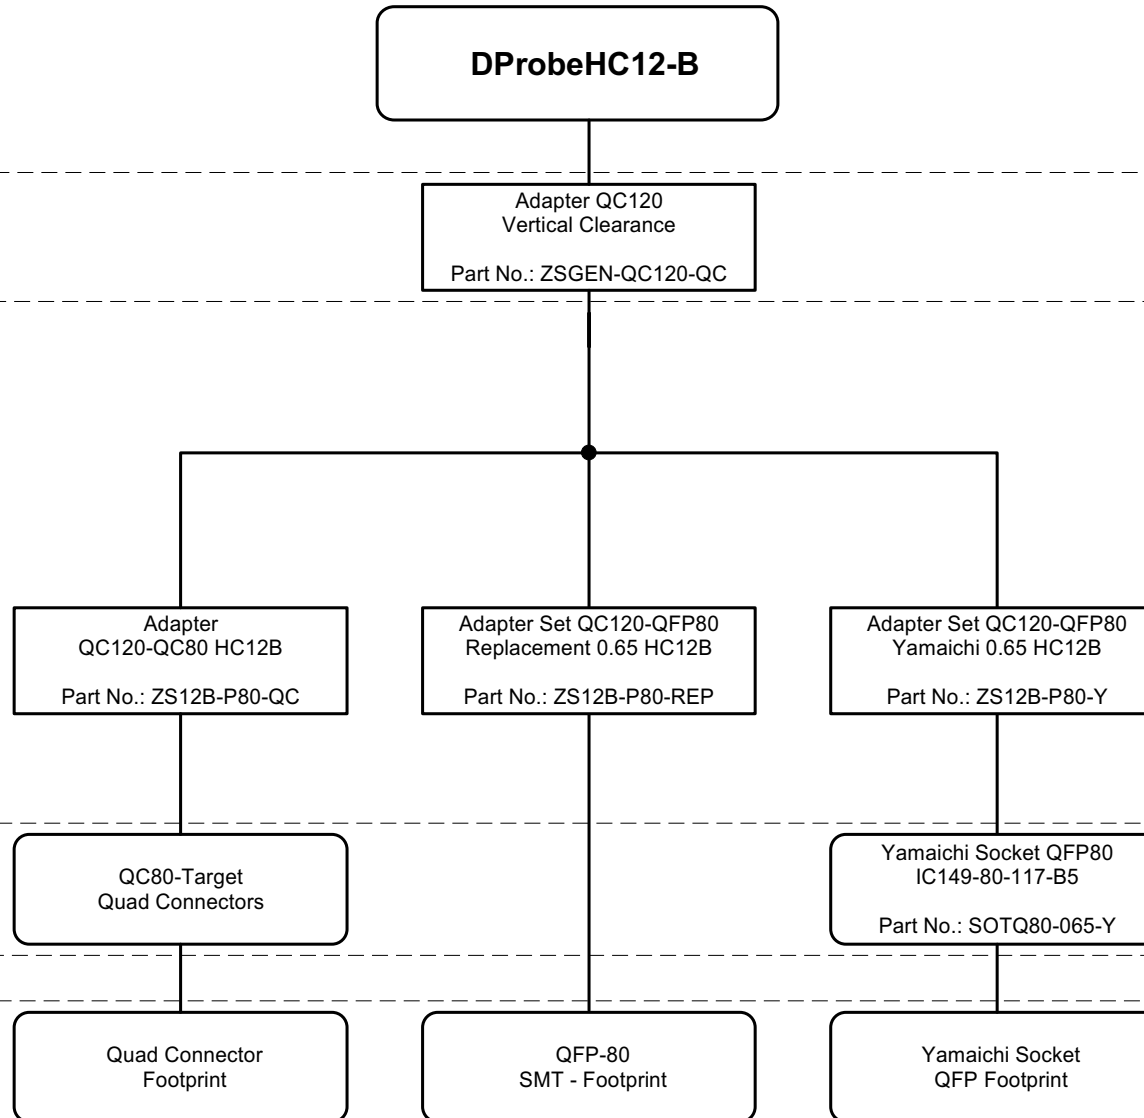 DProbeHC12-B
Adapter QC120
Vertical Clearance
Part No.: ZSGEN-QC120-QC
Adapter
QC120-QC80 HC12B
Part No.: ZS12B-P80-QC
Adapter Set QC120-QFP80
Replacement 0.65 HC12B
Part No.: ZS12B-P80-REP
Adapter Set QC120-QFP80
Yamaichi 0.65 HC12B
Part No.: ZS12B-P80-Y
QC80-Target
Quad Connectors
Yamaichi Socket QFP80
IC149-80-117-B5
Part No.: SOTQ80-065-Y
Quad Connector
Footprint
QFP-80
SMT - Footprint
Yamaichi Socket
QFP Footprint